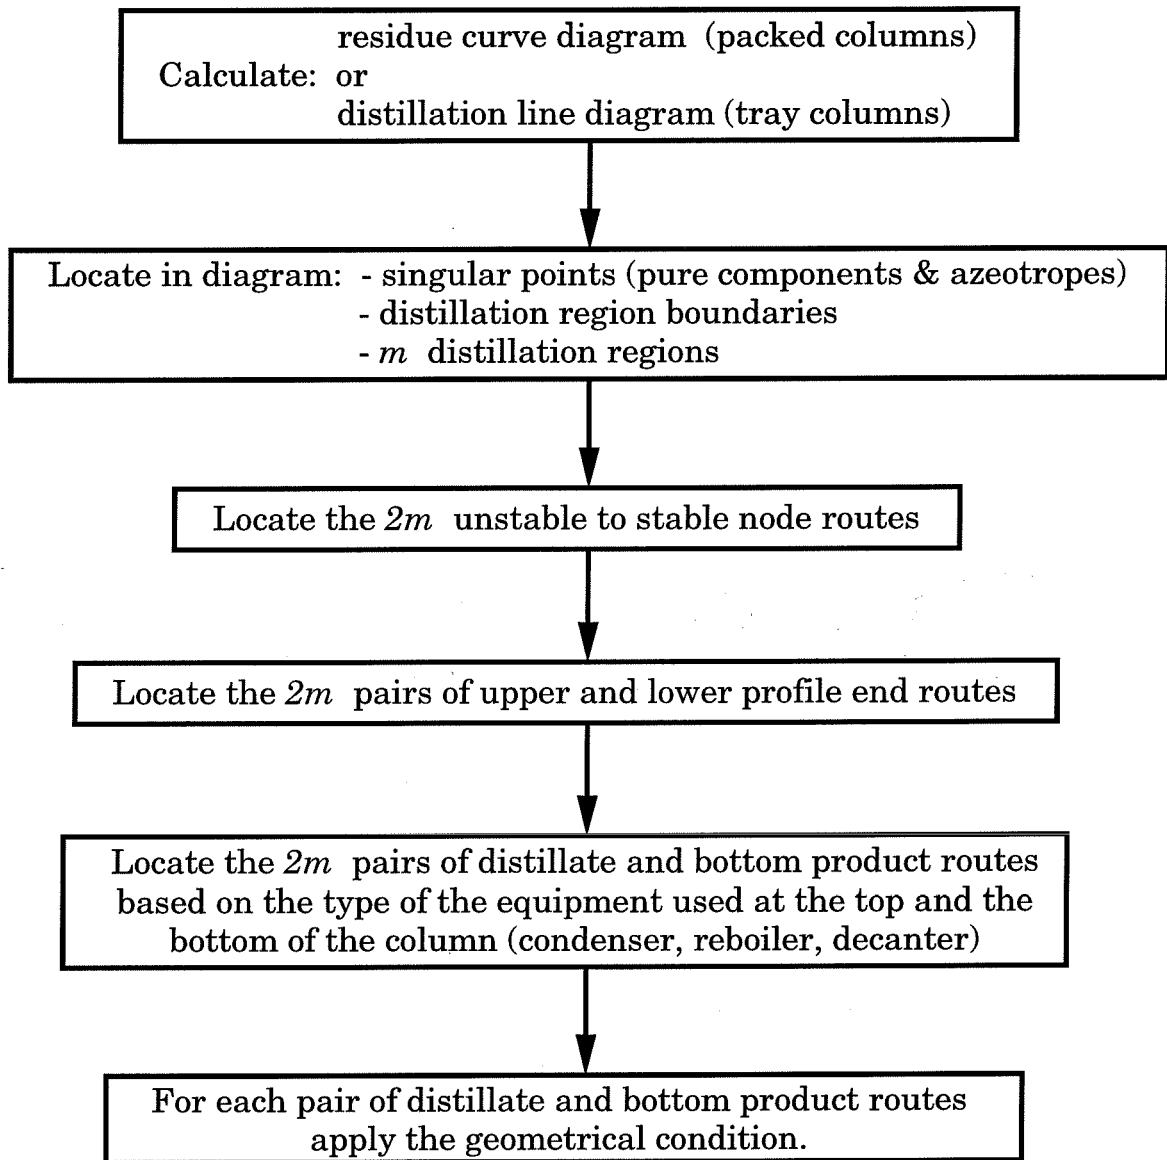 residue curve diagram (packed columns)
Calculate: or
distillation line diagram (tray columns)
Locate in diagram: - singular points (pure components & azeotropes)
- distillation region boundaries
- m distillation regions
Locate the 2m unstable to stable node routes
Locate the 2m pairs of upper and lower profile end routes
Locate the 2m pairs of distillate and bottom product routes
based on the type of the equipment used at the top and the
bottom of the column (condenser, reboiler, decanter)
For each pair of distillate and bottom product routes
apply the geometrical condition.